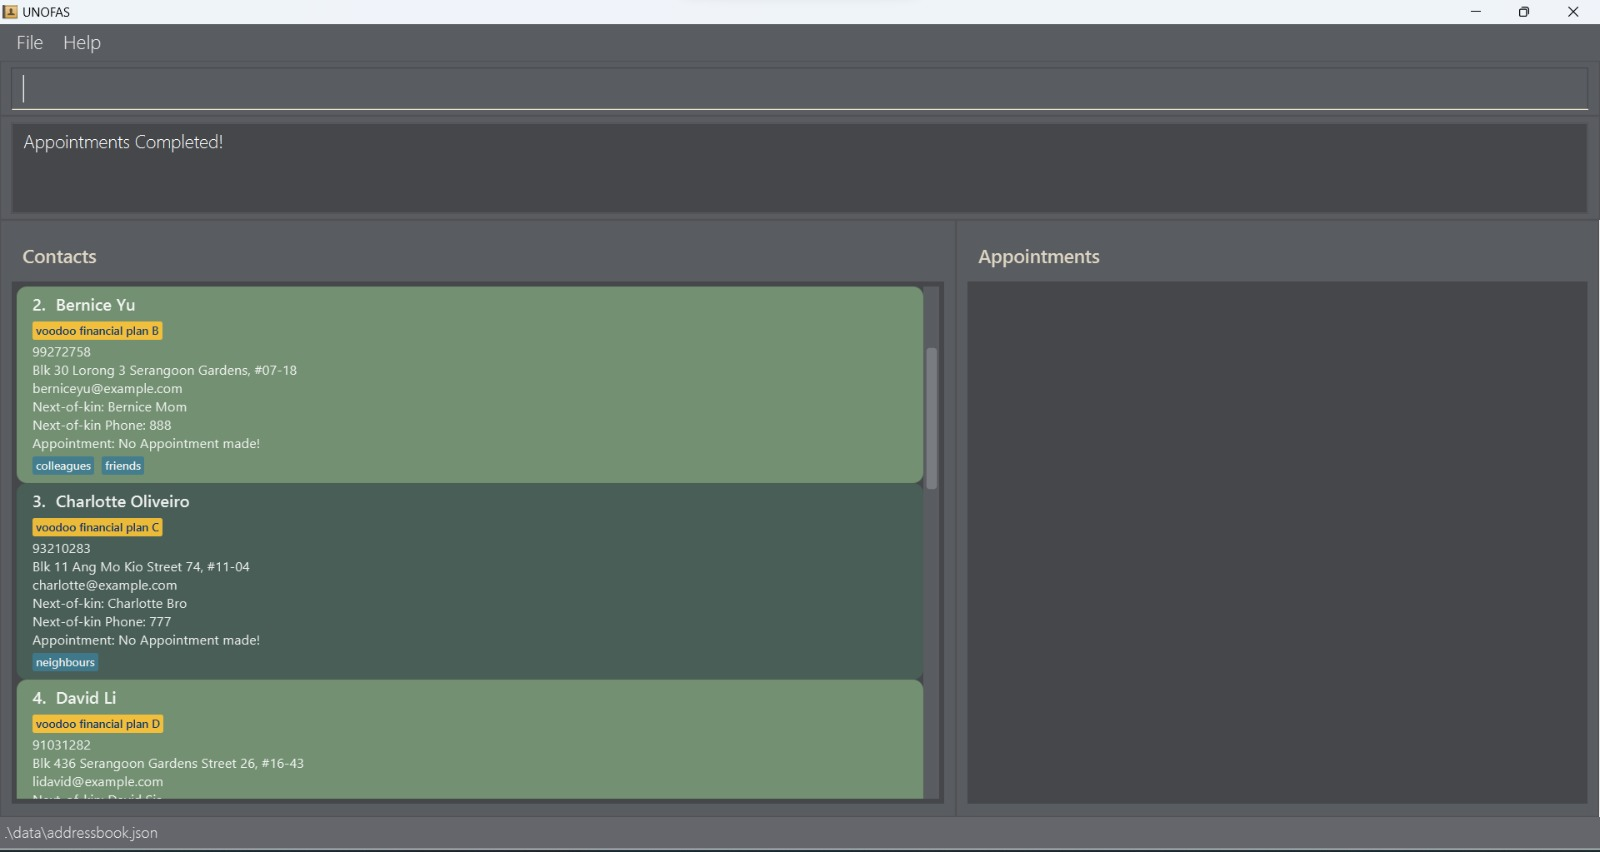 UNOFAS
File Help
Appointments Completed!
Contacts
2. Bernice Yu
voodoo financial plan B
99272758
Blk 30 Lorong 3 Serangoon Gardens, #07-18
berniceyu@example.com
Next-of-kin: Bernice Mom
Next-of-kin Phone: 888
Appointment: No Appointment made!
colleagues friends
3. Charlotte Oliveiro
voodoo financial plan C
93210283
Blk 11 Ang Mo Kio Street 74, #11-04
charlotte@example.com
Next-of-kin: Charlotte Bro
Next-of-kin Phone: 777
Appointment: No Appointment made!
neighbours
4. David Li
voodoo financial plan D
91031282
Blk 436 Serangoon Gardens Street 26, #16-43
lidavid@example.com
Next-of-kin: David
Appointments
.\data\addressbook.json